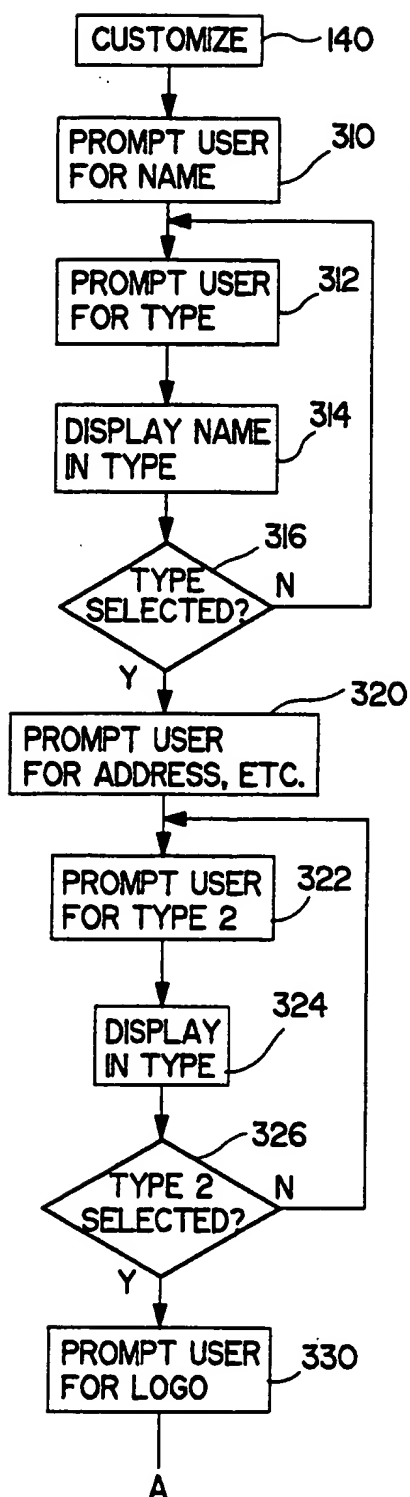 CUSTOMIZE 140
PROMPT USER
FOR NAME
310
PROMPT USER
FOR TYPE
312
DISPLAY NAME
IN TYPE
314
316
TYPE
SELECTED?
N
Y
320
PROMPT USER
FOR ADDRESS, ETC.
PROMPT USER
FOR TYPE 2
322
324
DISPLAY
IN TYPE
326
TYPE 2
SELECTED?
N
Y
PROMPT USER
FOR LOGO
330
A